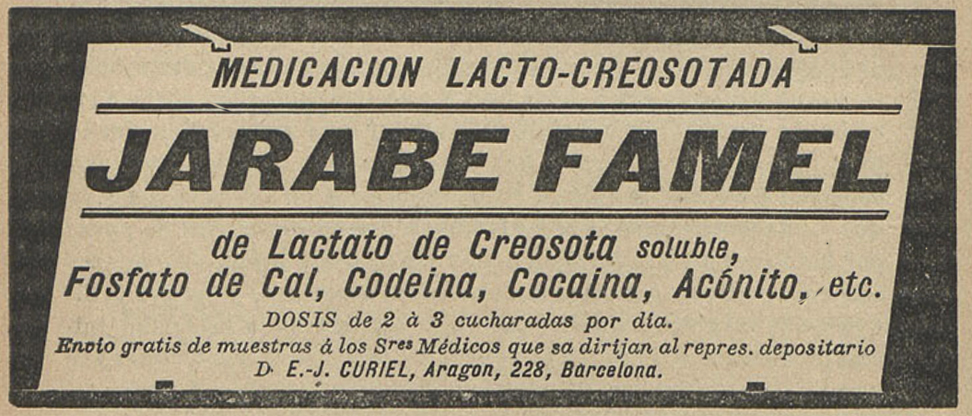 MEDICACION LACTO-CREOSOTADA
JARABE FAMEL
de Lactato de Creosota soluble,
Fosfato de Cal, Codeina, Cocaina, Acónito, etc.
DOSIS de 2 à 3 cucharadas por dia.
Envio gratis de muestras á los Sres Médicos que sa dirijan al repres. depositario
D. E.-J. CURIEL, Aragon, 228, Barcelona.